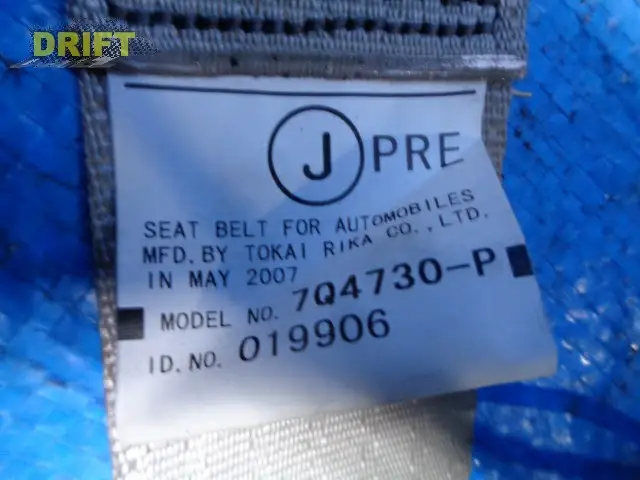 DRIFT
J PRE
SEAT BELT FOR AUTOMOBILES
MFD. BY TOKAI RIKA CO., LTD.
IN MAY 2007
MODEL NO. 7Q4730-P
ID. NO. 019906